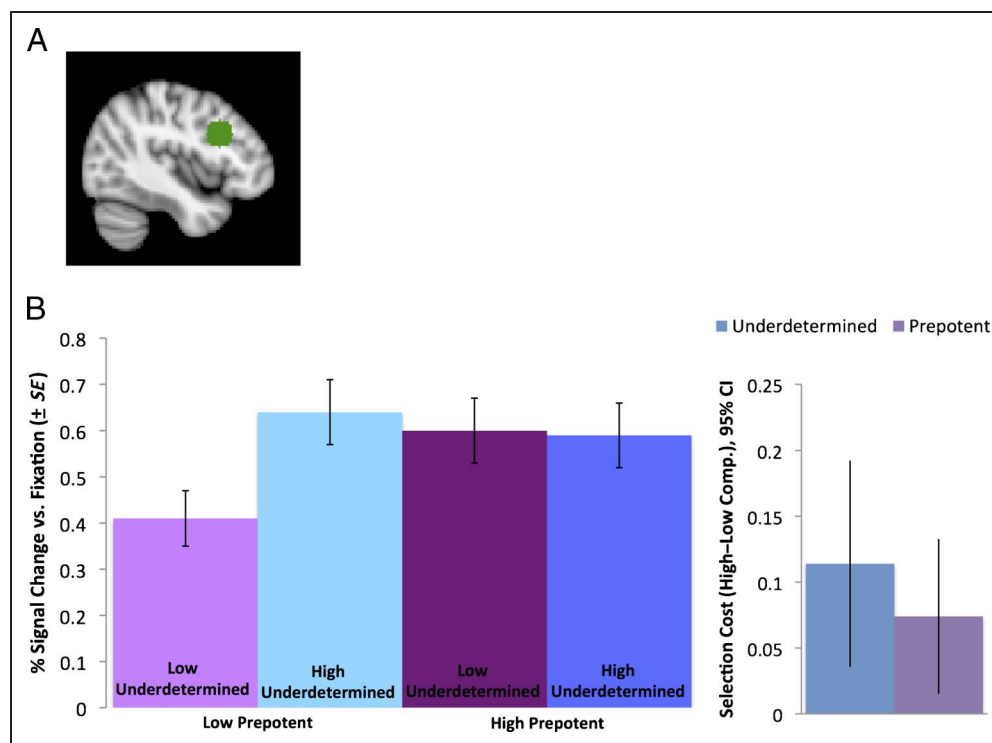 A
B
% Signal Change vs. Fixation (± SE)
0.8
0.7
0.6
0.5
0.4
0.3
0.2
0.1
0
Low
Underdetermined
High
Underdetermined
Low
Underdetermined
High
Underdetermined
Low Prepotent
High Prepotent
Underdetermined
Prepotent
Selection Cost (High–Low Comp.), 95% CI
0.25
0.2
0.15
0.1
0.05
0